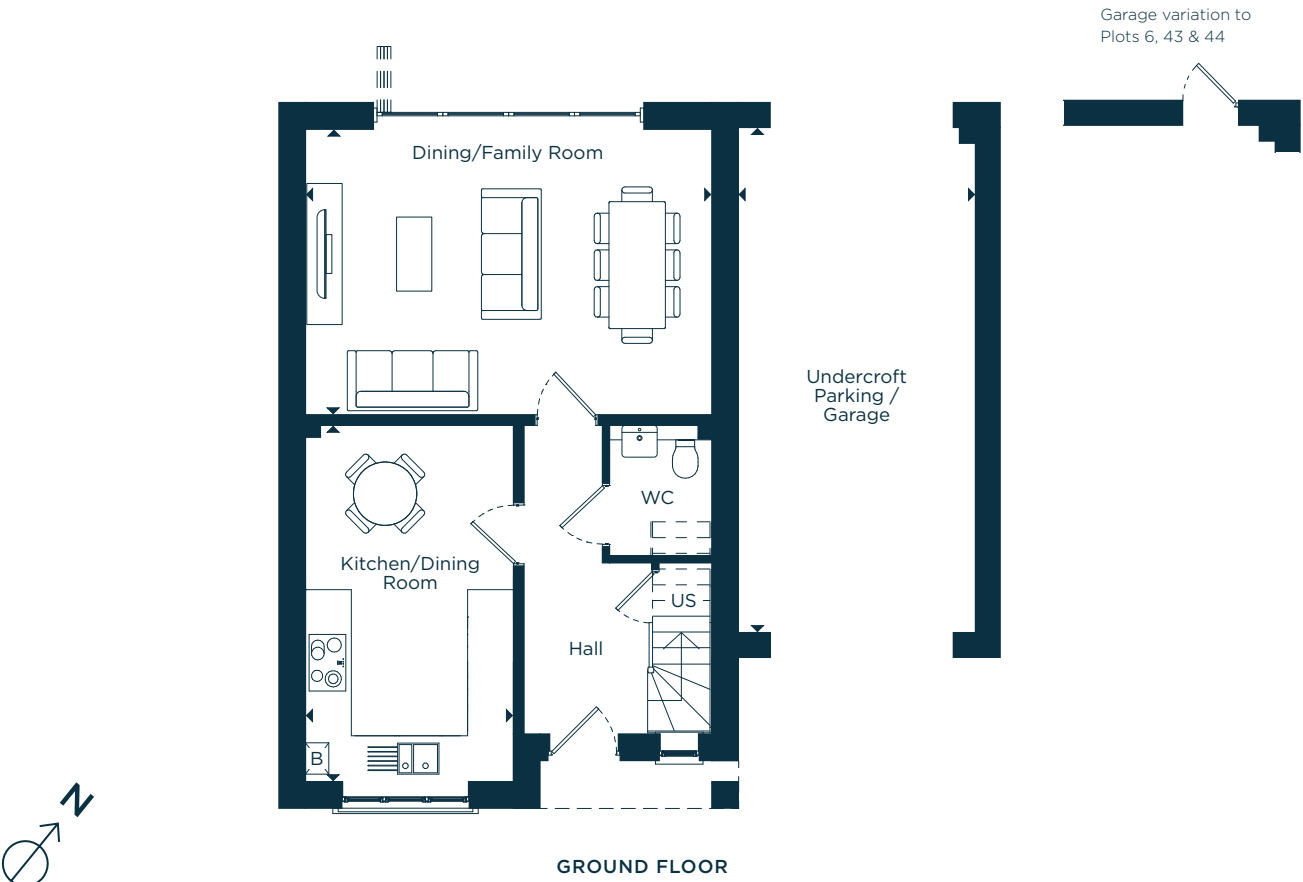 Garage variation to
Plots 6, 43 & 44
Dining/Family Room
Undercroft
Parking /
Garage
WC
Kitchen/Dining
Room
US
Hall
B
N
GROUND FLOOR